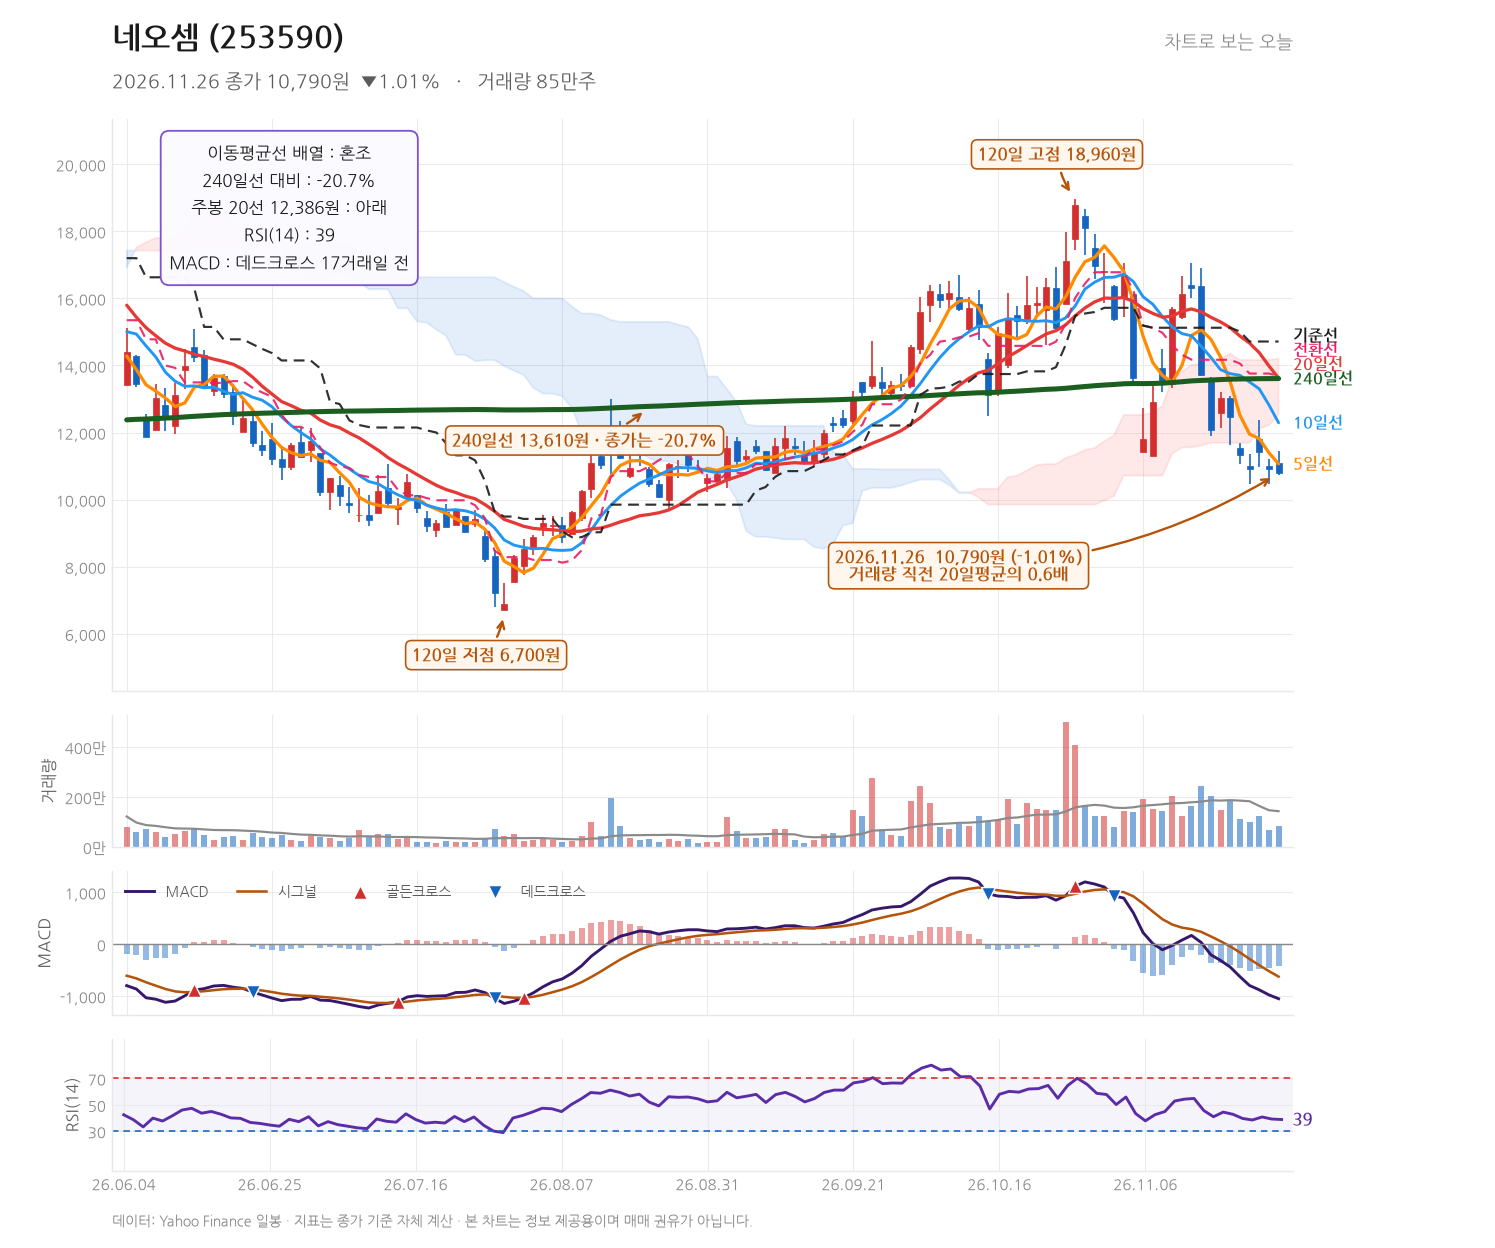 네오셈 (253590)
차트로 보는 오늘
2026.11.26 종가 10,790원 ▼1.01% · 거래량 85만주
이동평균선 배열 : 혼조
240일선 대비 : -20.7%
주봉 20선 12,386원 : 아래
RSI(14) : 39
MACD : 데드크로스 17거래일 전
120일 고점 18,960원
20,000
18,000
16,000
14,000
12,000
10,000
8,000
6,000
기준선
전환선
20일선
240일선
10일선
5일선
240일선 13,610원 · 종가는 -20.7%
2026.11.26 10,790원 (-1.01%)
거래량 직전 20일평균의 0.6배
120일 저점 6,700원
거래량
400만
200만
0만
MACD
1,000
0
-1,000
MACD
시그널
골든크로스
데드크로스
RSI(14)
70
50
30
39
26.06.04
26.06.25
26.07.16
26.08.07
26.08.31
26.09.21
26.10.16
26.11.06
데이터: Yahoo Finance 일봉 · 지표는 종가 기준 자체 계산 · 본 차트는 정보 제공용이며 매매 권유가 아닙니다.